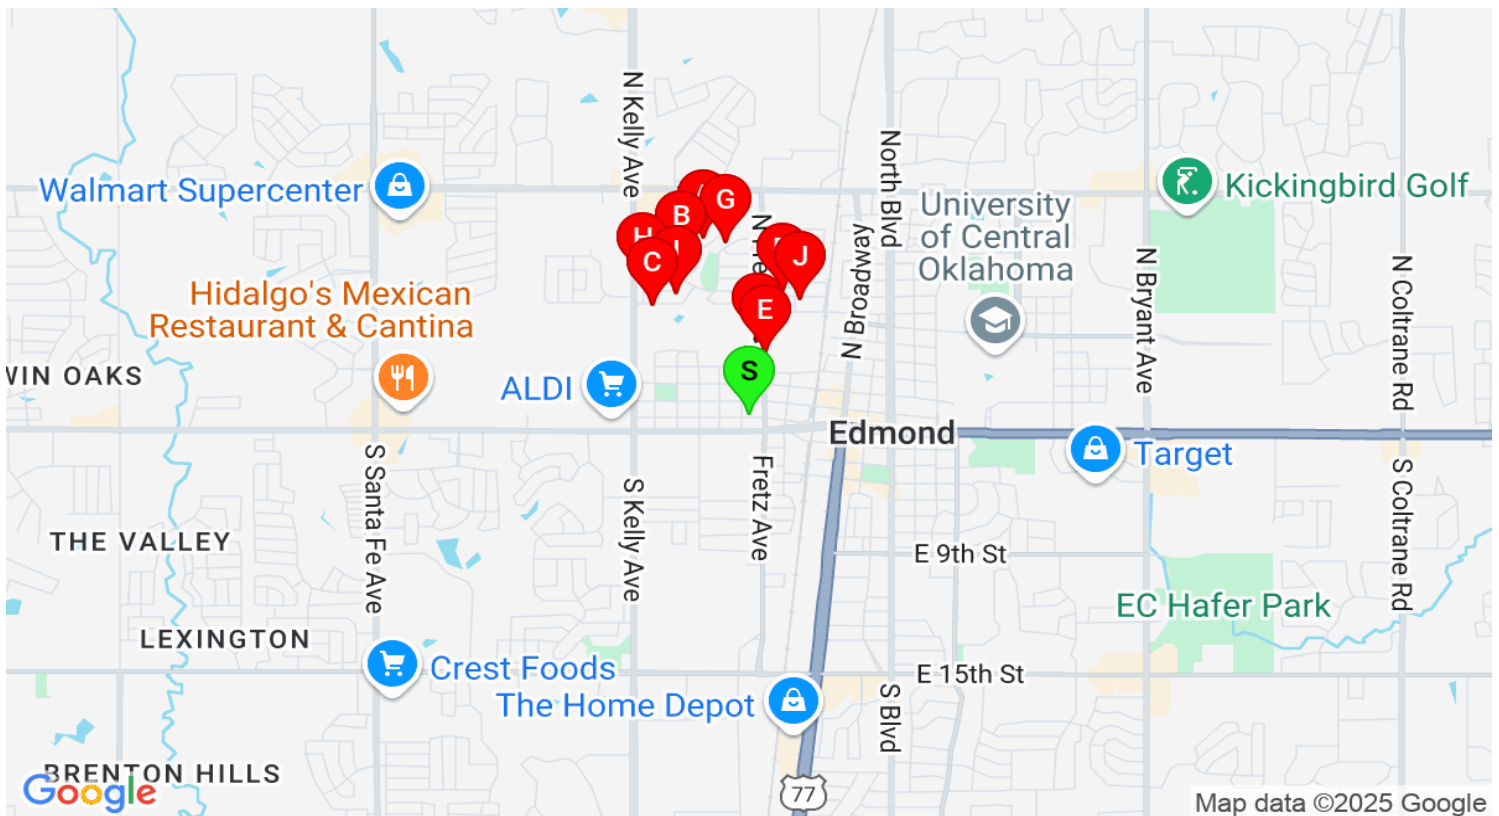 N Kelly Ave
North Blvd
Walmart Supercenter
Kickingbird Golf
G
B
University
of Central
Oklahoma
N Broadway
H
J
C
N Bryant Ave
N Coltrane Rd
Hidalgo's Mexican
Restaurant & Cantina
E
WIN OAKS
S
ALDI
Edmond
Target
S Santa Fe Ave
S Kelly Ave
Fretz Ave
S Coltrane Rd
THE VALLEY
E 9th St
EC Hafer Park
LEXINGTON
Crest Foods
E 15th St
The Home Depot
S Blvd
BRENTON HILLS
Google
77
Map data ©2025 Google